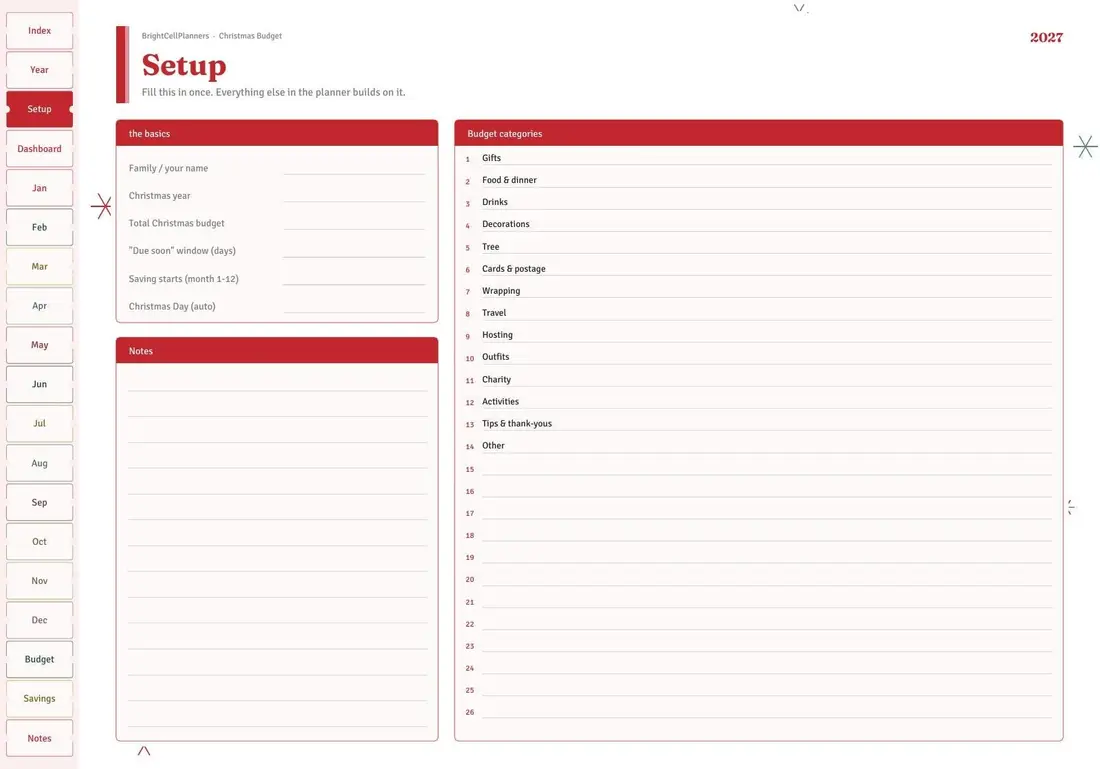 Index
Year
Setup
Dashboard
Jan
Feb
Mar
Apr
May
Jun
Jul
Aug
Sep
Oct
Nov
Dec
Budget
Savings
Notes
BrightCellPlanners - Christmas Budget
Setup
Fill this in once. Everything else in the planner builds on it.
2027
the basics
Family / your name
Christmas year
Total Christmas budget
"Due soon" window (days)
Saving starts (month 1-12)
Christmas Day (auto)
Notes
Budget categories
1 Gifts
2 Food & dinner
3 Drinks
4 Decorations
5 Tree
6 Cards & postage
7 Wrapping
8 Travel
9 Hosting
10 Outfits
11 Charity
12 Activities
13 Tips & thank-yous
14 Other
15
16
17
18
19
20
21
22
23
24
25
26